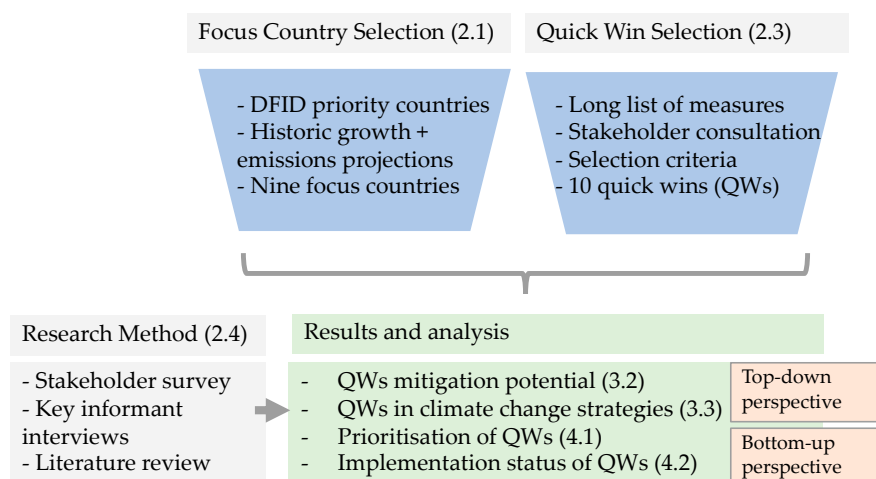 Focus Country Selection (2.1)
- DFID priority countries
- Historic growth +
emissions projections
- Nine focus countries
Quick Win Selection (2.3)
- Long list of measures
- Stakeholder consultation
- Selection criteria
- 10 quick wins (QWs)
Research Method (2.4)
- Stakeholder survey
- Key informant
interviews
- Literature review
Results and analysis
- QWs mitigation potential (3.2)
- QWs in climate change strategies (3.3)
- Prioritisation of QWs (4.1)
- Implementation status of QWs (4.2)
Top-down
perspective
Bottom-up
perspective